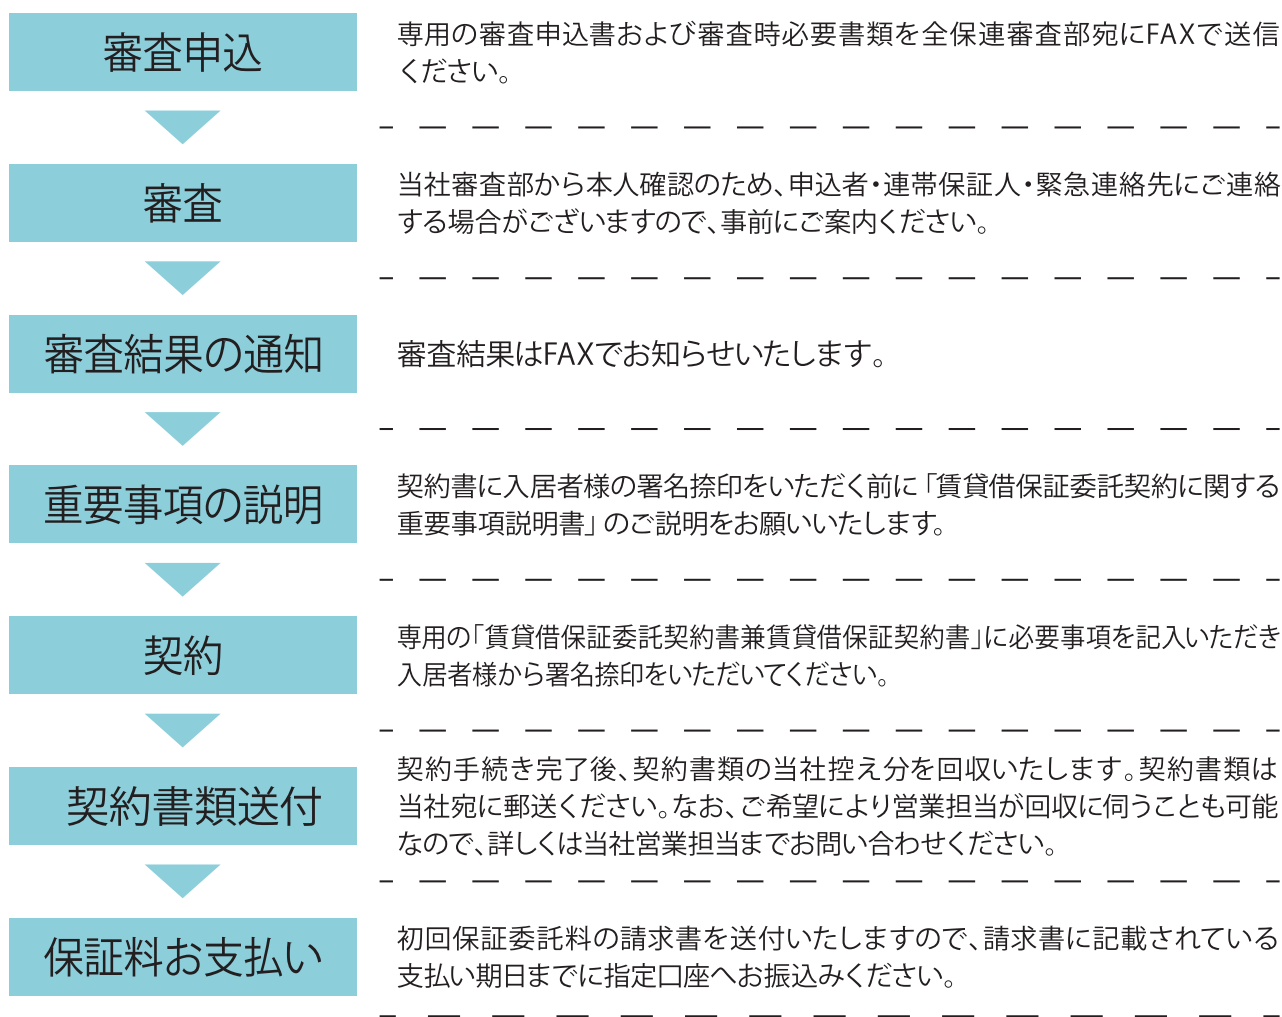 審査申込
専用の審査申込書および審査時必要書類を全保連審査部宛にFAXで送信
ください。
審査
当社審査部から本人確認のため、申込者・連帯保証人・緊急連絡先にご連絡
する場合がございますので、事前にご案内ください。
審査結果の通知
審査結果はFAXでお知らせいたします。
重要事項の説明
契約書に入居者様の署名捺印をいただく前に「賃貸借保証委託契約に関する
重要事項説明書」のご説明をお願いいたします。
契約
専用の「賃貸借保証委託契約書兼賃貸借保証契約書」に必要事項を記入いただき
入居者様から署名捺印をいただいてください。
契約書類送付
契約手続き完了後、契約書類の当社控え分を回収いたします。契約書類は
当社宛に郵送ください。なお、ご希望により営業担当が回収に伺うことも可能
なので、詳しくは当社営業担当までお問い合わせください。
保証料お支払い
初回保証委託料の請求書を送付いたしますので、請求書に記載されている
支払い期日までに指定口座へお振込みください。